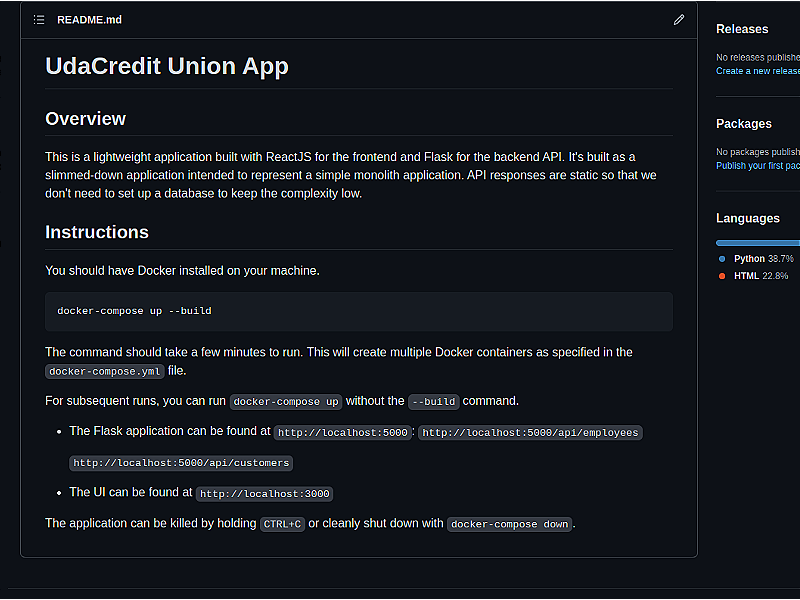 README.md
UdaCredit Union App
Overview
This is a lightweight application built with ReactJS for the frontend and Flask for the backend API. It's built as a
slimmed-down application intended to represent a simple monolith application. API responses are static so that we
don't need to set up a database to keep the complexity low.
Instructions
You should have Docker installed on your machine.
docker-compose up --build
The command should take a few minutes to run. This will create multiple Docker containers as specified in the
docker-compose.yml file.
For subsequent runs, you can run docker-compose up without the --build command.
• The Flask application can be found at http://localhost:5000: http://localhost:5000/api/employees
http://localhost:5000/api/customers
• The UI can be found at http://localhost:3000
The application can be killed by holding CTRL+C or cleanly shut down with docker-compose down.
Releases
No releases publishe
Create a new release
Packages
No packages publish
Publish your first pac
Languages
Python 38.7%
HTML 22.8%